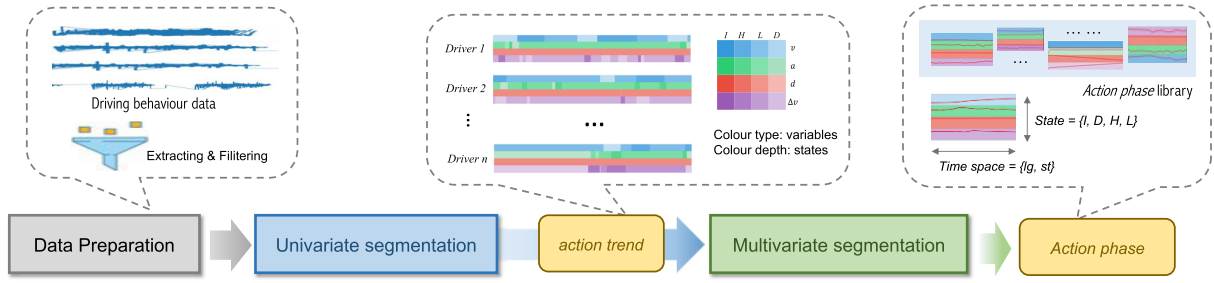 Driving behaviour data
Extracting & Filitering
Driver 1
Driver 2
⋮
...
Driver n
I H L D
v
a
d
Δv
Colour type: variables
Colour depth: states
... ...
...
Action phase library
State = {I, D, H, L}
Time space = {lg, st}
Data Preparation
Univariate segmentation
action trend
Multivariate segmentation
Action phase